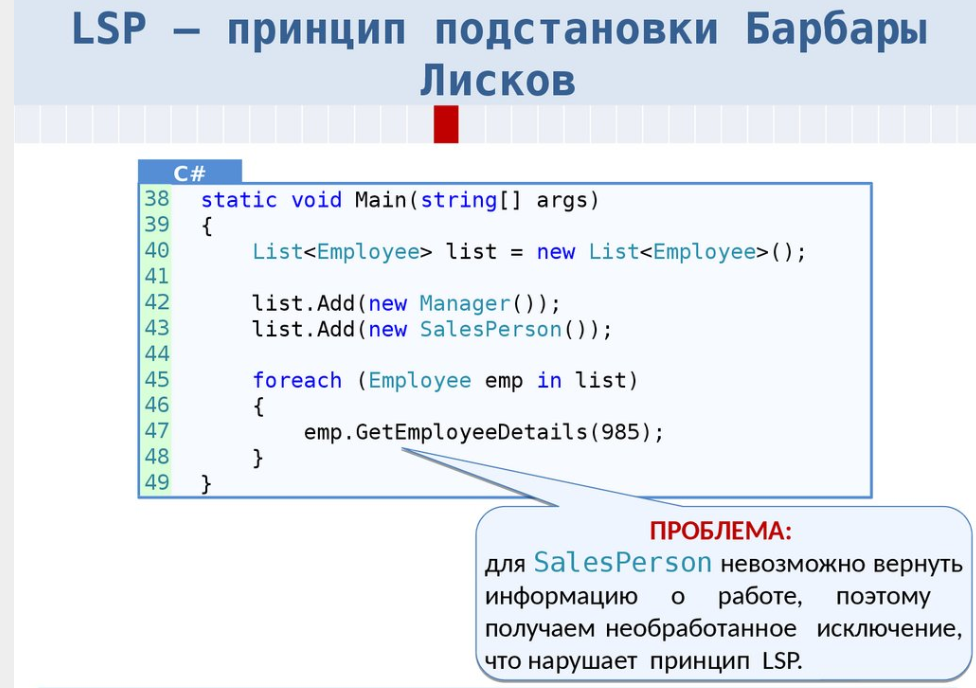 LSP – принцип подстановки Барбары
Лисков
C#
38 static void Main(string[] args)
39 {
40     List<Employee> list = new List<Employee>();
41
42     list.Add(new Manager());
43     list.Add(new SalesPerson());
44
45     foreach (Employee emp in list)
46     {
47         emp.GetEmployeeDetails(985);
48     }
49 }
ПРОБЛЕМА:
для SalesPerson невозможно вернуть
информацию о работе, поэтому
получаем необработанное исключение,
что нарушает принцип LSP.